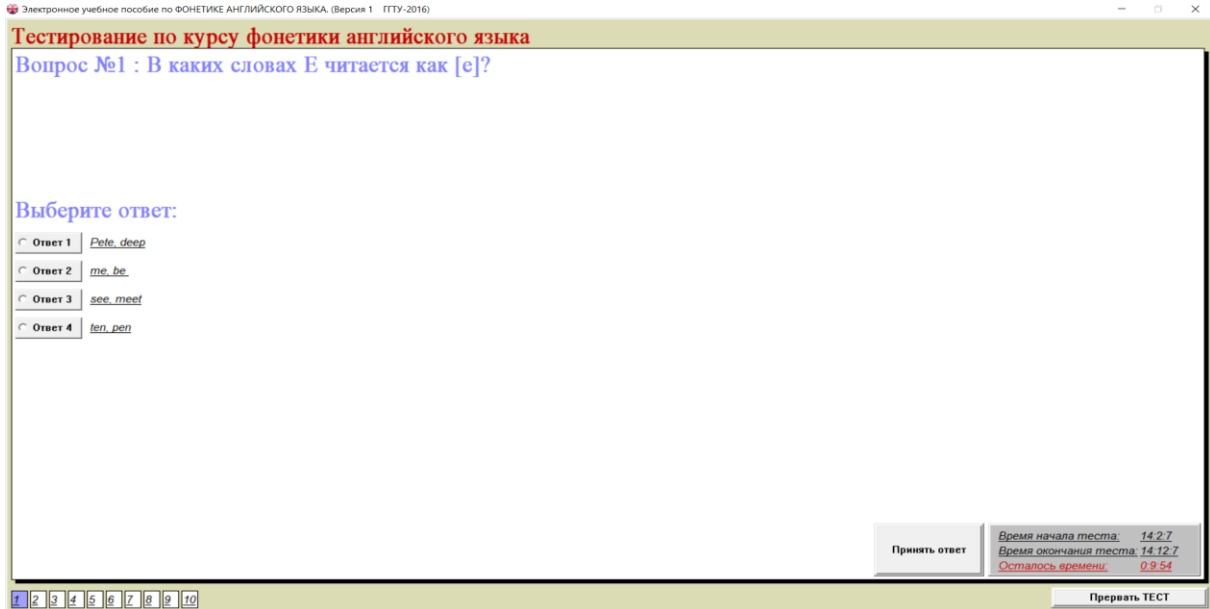 Электронное учебное пособие по ФОНЕТИКЕ АНГЛИЙСКОГО ЯЗЫКА. (Версия 1 ГГТУ-2016)
Тестирование по курсу фонетики английского языка
Вопрос №1 : В каких словах Е читается как [е]?
Выберите ответ:
Ответ 1 Pete, deep
Ответ 2 me, be
Ответ 3 see, meet
Ответ 4 ten, pen
Принять ответ
Время начала теста: 14:2:7
Время окончания теста: 14:12:7
Осталось времени: 0:9:54
1 2 3 4 5 6 7 8 9 10
Прервать ТЕСТ